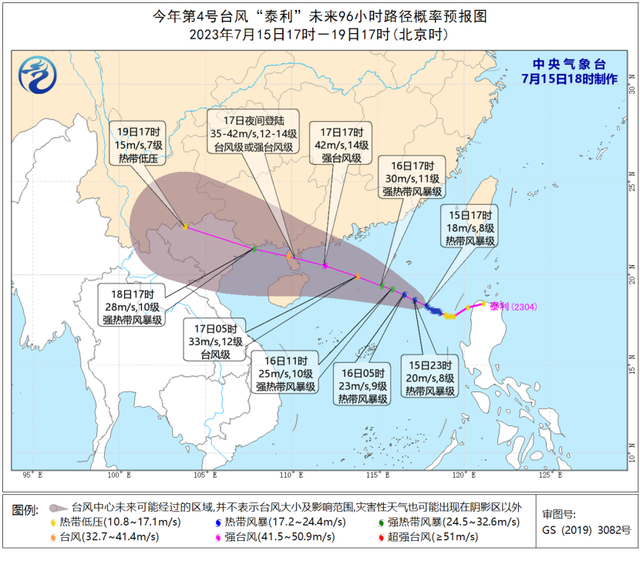 今年第4号台风“泰利”未来96小时路径概率预报图
2023年7月15日17时—19日17时(北京时)
中央气象台
7月15日18时制作
19日17时
15m/s,7级
热带低压
17日夜间登陆
35-42m/s,12-14级
台风级或强台风级
17日17时
42m/s,14级
强台风级
16日17时
30m/s,11级
强热带风暴级
15日17时
18m/s,8级
热带风暴级
18日17时
28m/s,10级
强热带风暴级
17日05时
33m/s,12级
台风级
16日11时
25m/s,10级
强热带风暴级
16日05时
23m/s,9级
热带风暴级
15日23时
20m/s,8级
热带风暴级
泰利(2304)
30°N
25°N
20°N
15°N
10°N
95°E
100°E
105°E
110°E
115°E
120°E
125°E
图例:
台风中心未来可能经过的区域,并不表示台风大小及影响范围,灾害性天气也可能出现在阴影区以外
热带低压(10.8~17.1m/s)
热带风暴(17.2~24.4m/s)
强热带风暴(24.5~32.6m/s)
台风(32.7~41.4m/s)
强台风(41.5~50.9m/s)
超强台风(≥51m/s)
审图号:
GS (2019) 3082号